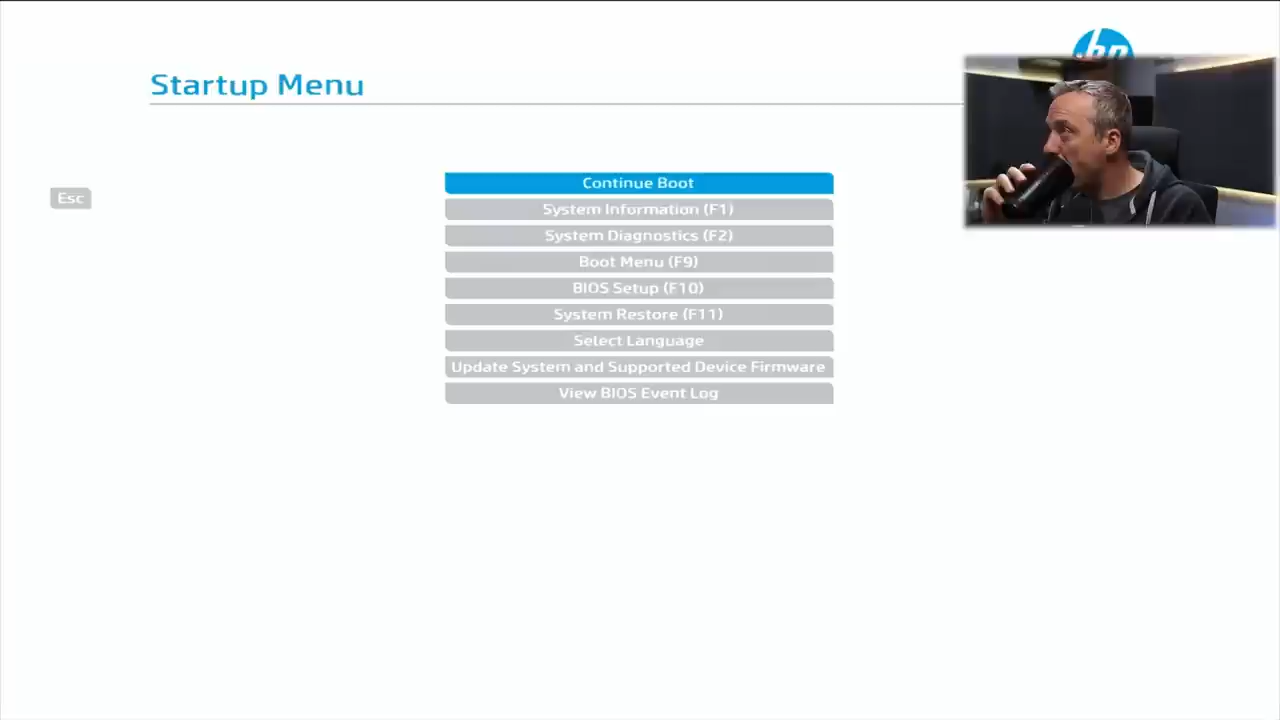 hp
Startup Menu
Esc
Continue Boot
System Information (F1)
System Diagnostics (F2)
Boot Menu (F9)
BIOS Setup (F10)
System Restore (F11)
Select Language
Update System and Supported Device Firmware
View BIOS Event Log